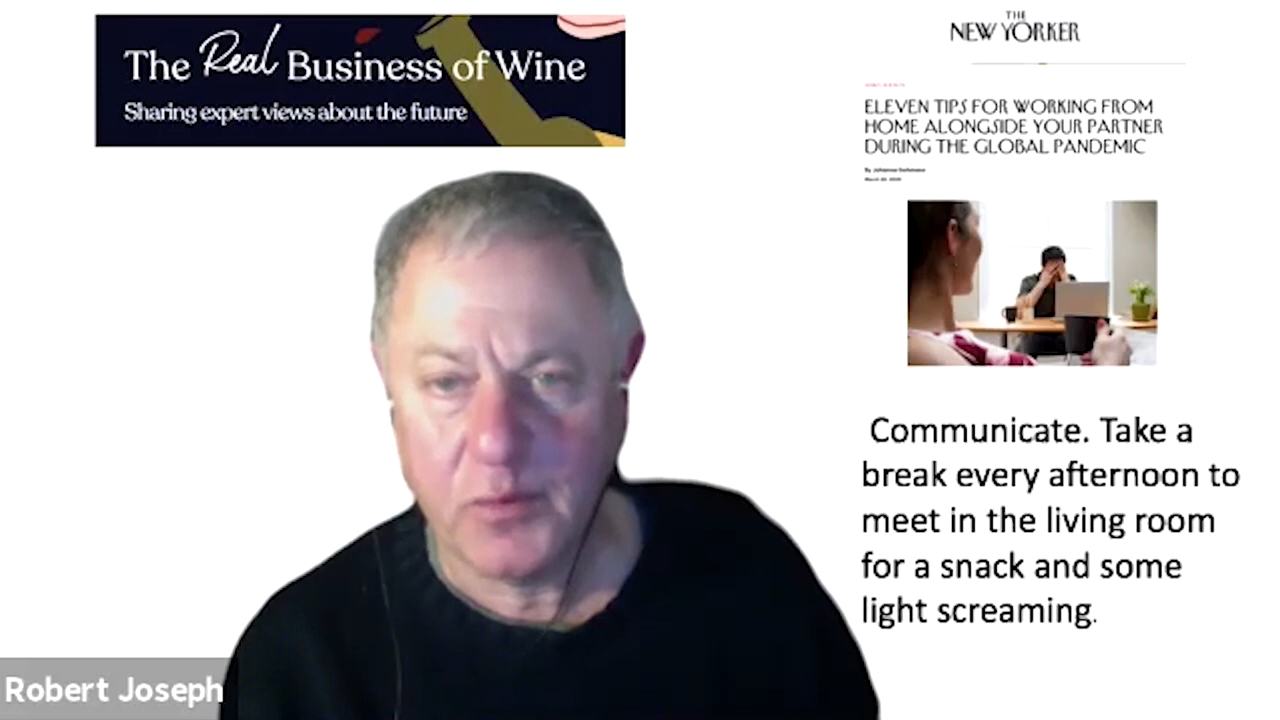 The Real Business of Wine
Sharing expert views about the future
THE
NEW YORKER
ELEVEN TIPS FOR WORKING FROM
HOME ALONGSIDE YOUR PARTNER
DURING THE GLOBAL PANDEMIC
By
Communicate. Take a
break every afternoon to
meet in the living room
for a snack and some
light screaming.
Robert Joseph